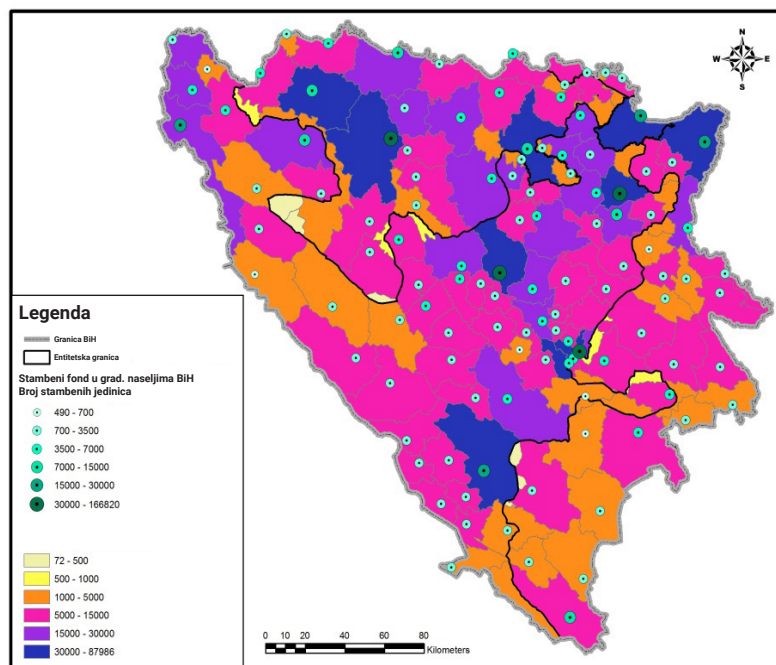 N
W E
S
Legenda
Granica BiH
Entitetska granica
Stambeni fond u grad. naseljima BiH
Broj stambenih jedinica
490 - 700
700 - 3500
3500 - 7000
7000 - 15000
15000 - 30000
30000 - 166820
72 - 500
500 - 1000
1000 - 5000
5000 - 15000
15000 - 30000
30000 - 87986
0 5 10 20 40 60 80
Kilometers